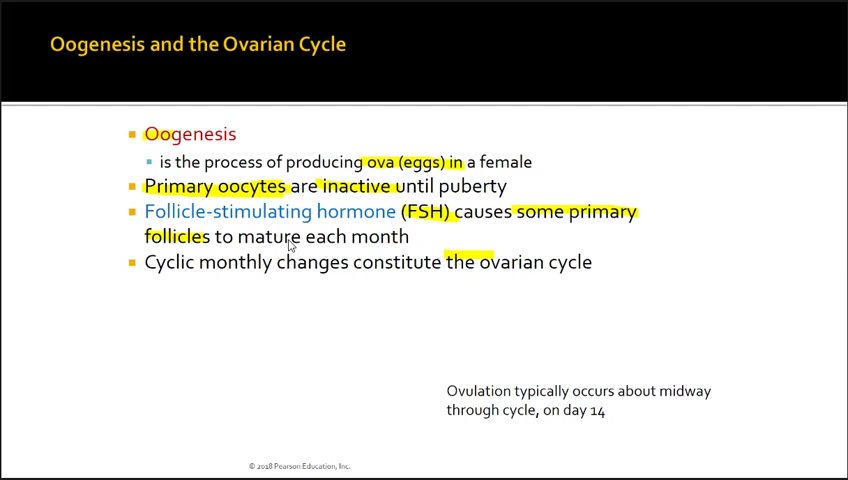 Oogenesis and the Ovarian Cycle
Oogenesis
is the process of producing ova (eggs) in a female
Primary oocytes are inactive until puberty
Follicle-stimulating hormone (FSH) causes some primary
follicles to mature each month
Cyclic monthly changes constitute the ovarian cycle
Ovulation typically occurs about midway
through cycle, on day 14
© 2018 Pearson Education, Inc.